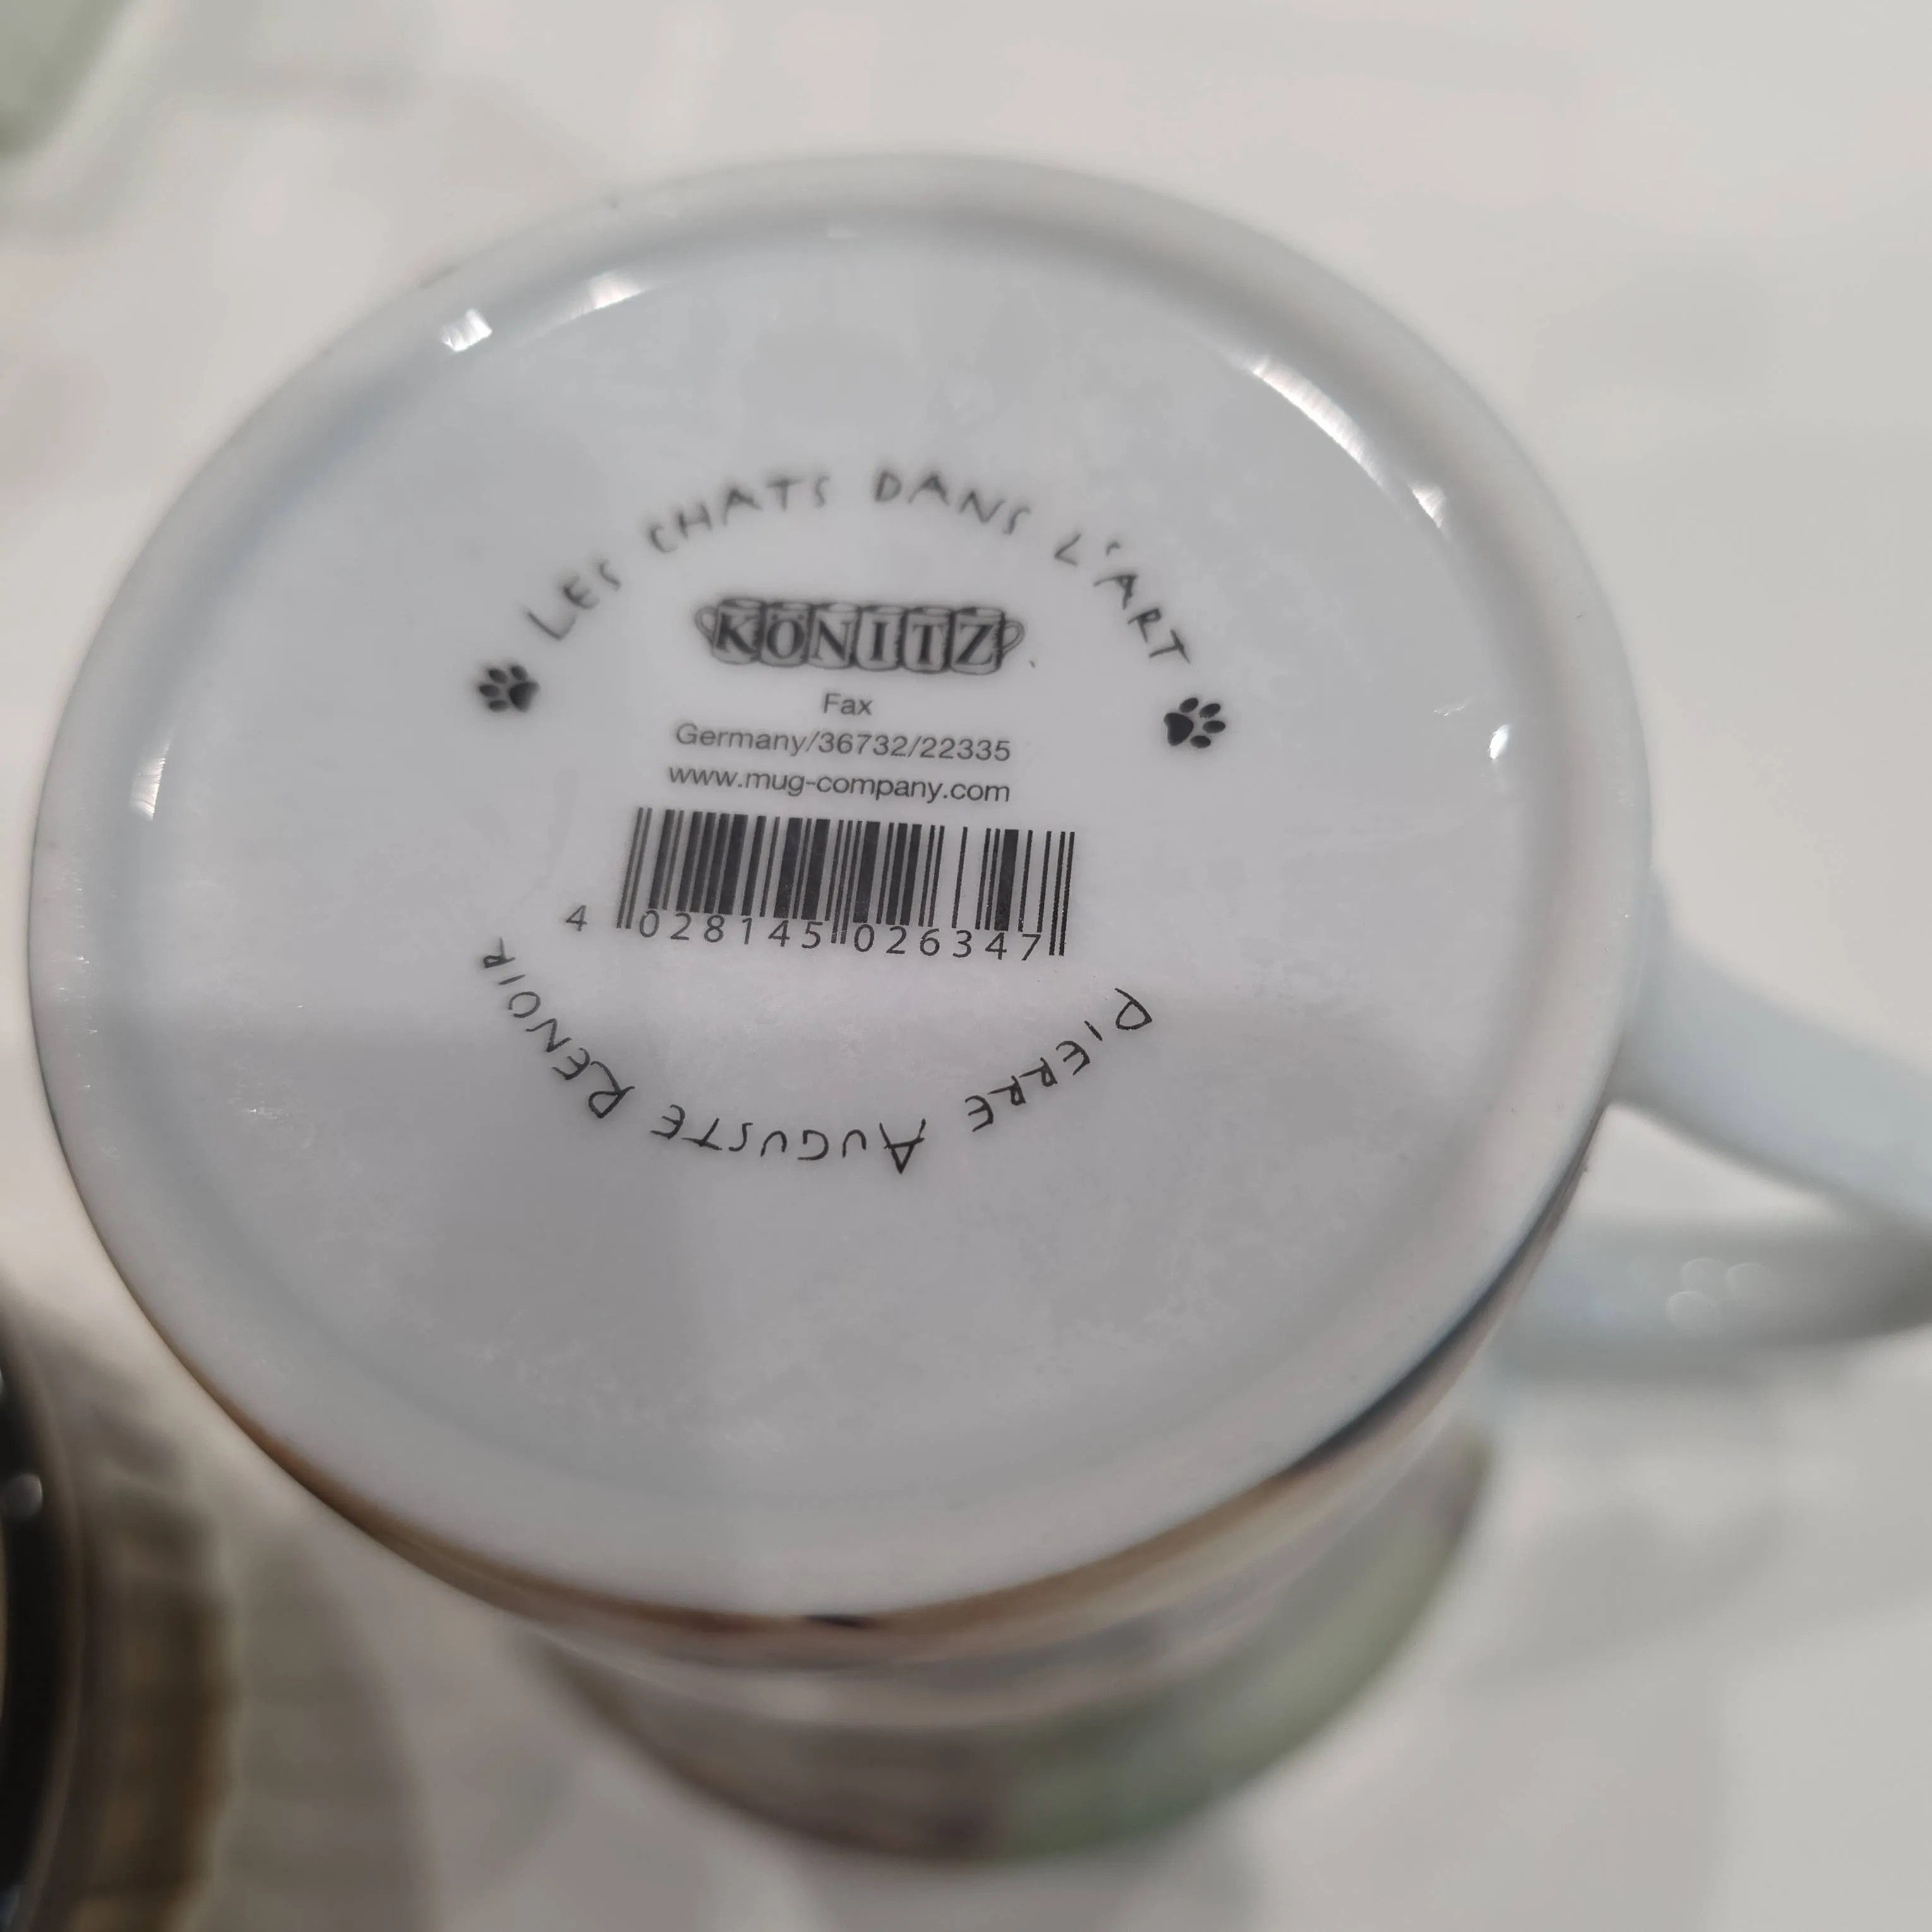 LES CHATS DANS L'ART
KÖNITZ
Fax
Germany/36732/22335
www.mug-company.com
4 028145 026347
PIERRE AUGUSTE RENOIR